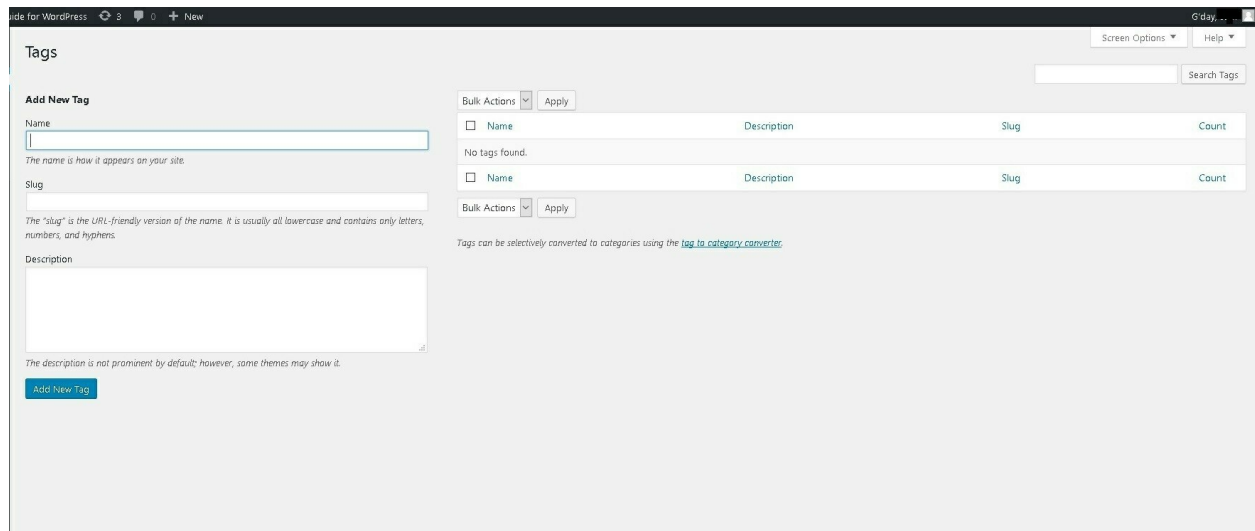 uide for WordPress 3 0 + New G'day,
Screen Options Help
Tags
Search Tags
Add New Tag
Bulk Actions Apply
Name
Name Description Slug Count
The name is how it appears on your site.
No tags found.
Slug
Name Description Slug Count
Bulk Actions Apply
The "slug" is the URL-friendly version of the name. It is usually all lowercase and contains only letters,
numbers, and hyphens.
Tags can be selectively converted to categories using the tag to category converter.
Description
The description is not prominent by default; however, some themes may show it.
Add New Tag